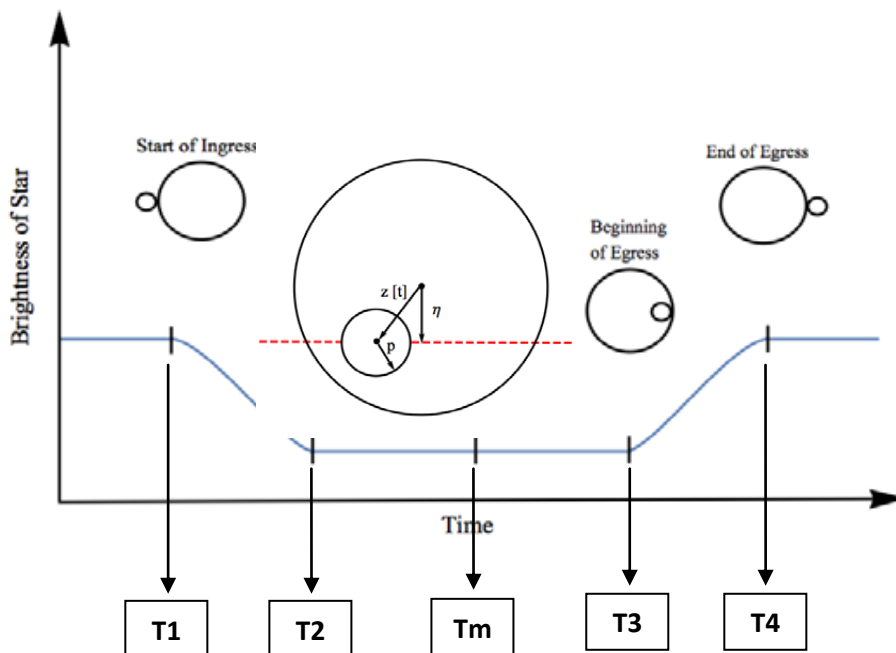 Brightness of Star
Start of Ingress
End of Egress
Beginning
of Egress
z [t]
η
p
Time
T1
T2
Tm
T3
T4